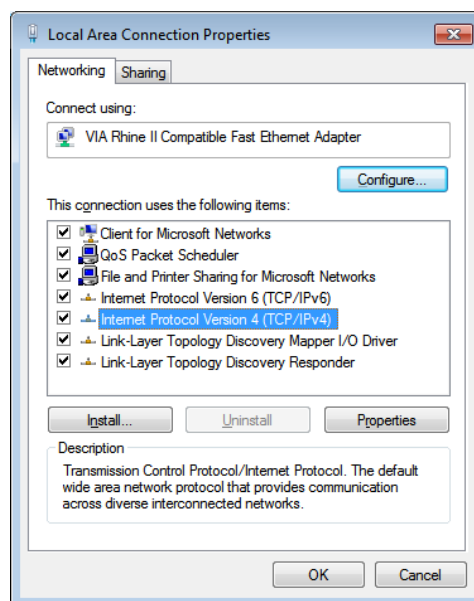 Local Area Connection Properties
Networking
Sharing
Connect using:
VIA Rhine II Compatible Fast Ethernet Adapter
Configure...
This connection uses the following items:
Client for Microsoft Networks
QoS Packet Scheduler
File and Printer Sharing for Microsoft Networks
Internet Protocol Version 6 (TCP/IPv6)
Internet Protocol Version 4 (TCP/IPv4)
Link-Layer Topology Discovery Mapper I/O Driver
Link-Layer Topology Discovery Responder
Install...
Uninstall
Properties
Description
Transmission Control Protocol/Internet Protocol. The default
wide area network protocol that provides communication
across diverse interconnected networks.
OK
Cancel